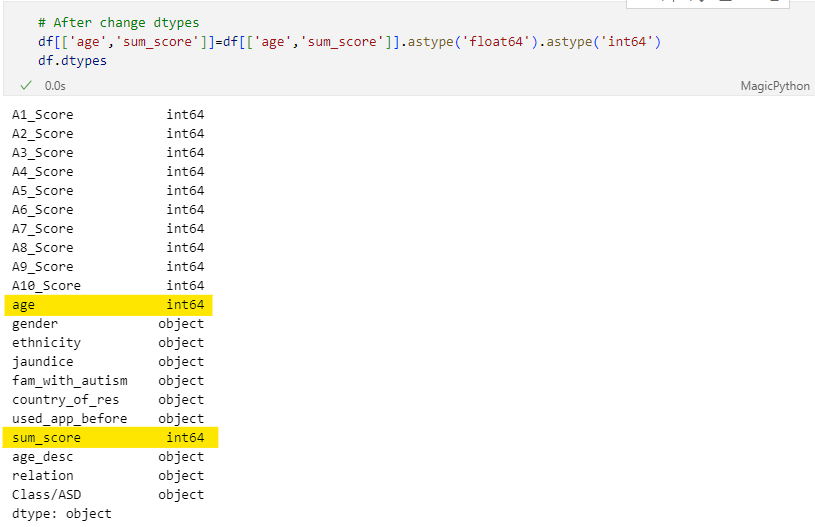 # After change dtypes
df[['age','sum_score']]=df[['age','sum_score']].astype('float64').astype('int64')
df.dtypes
0.0s
MagicPython
A1_Score int64
A2_Score int64
A3_Score int64
A4_Score int64
A5_Score int64
A6_Score int64
A7_Score int64
A8_Score int64
A9_Score int64
A10_Score int64
age int64
gender object
ethnicity object
jaundice object
fam_with_autism object
country_of_res object
used_app_before object
sum_score int64
age_desc object
relation object
Class/ASD object
dtype: object